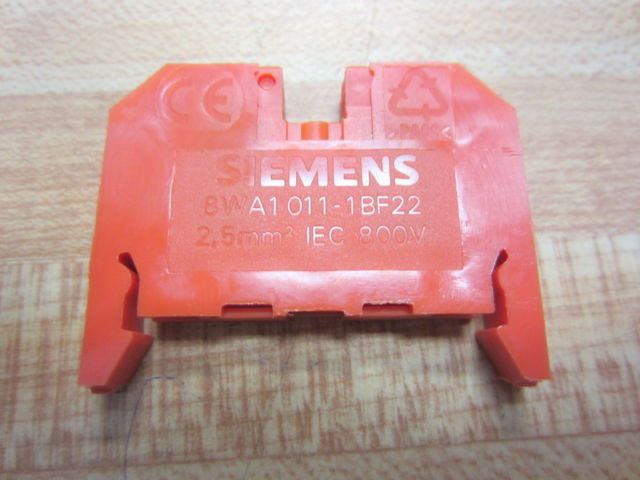 CE
SIEMENS
8WA1 011-1BF22
2,5mm² IEC 800V